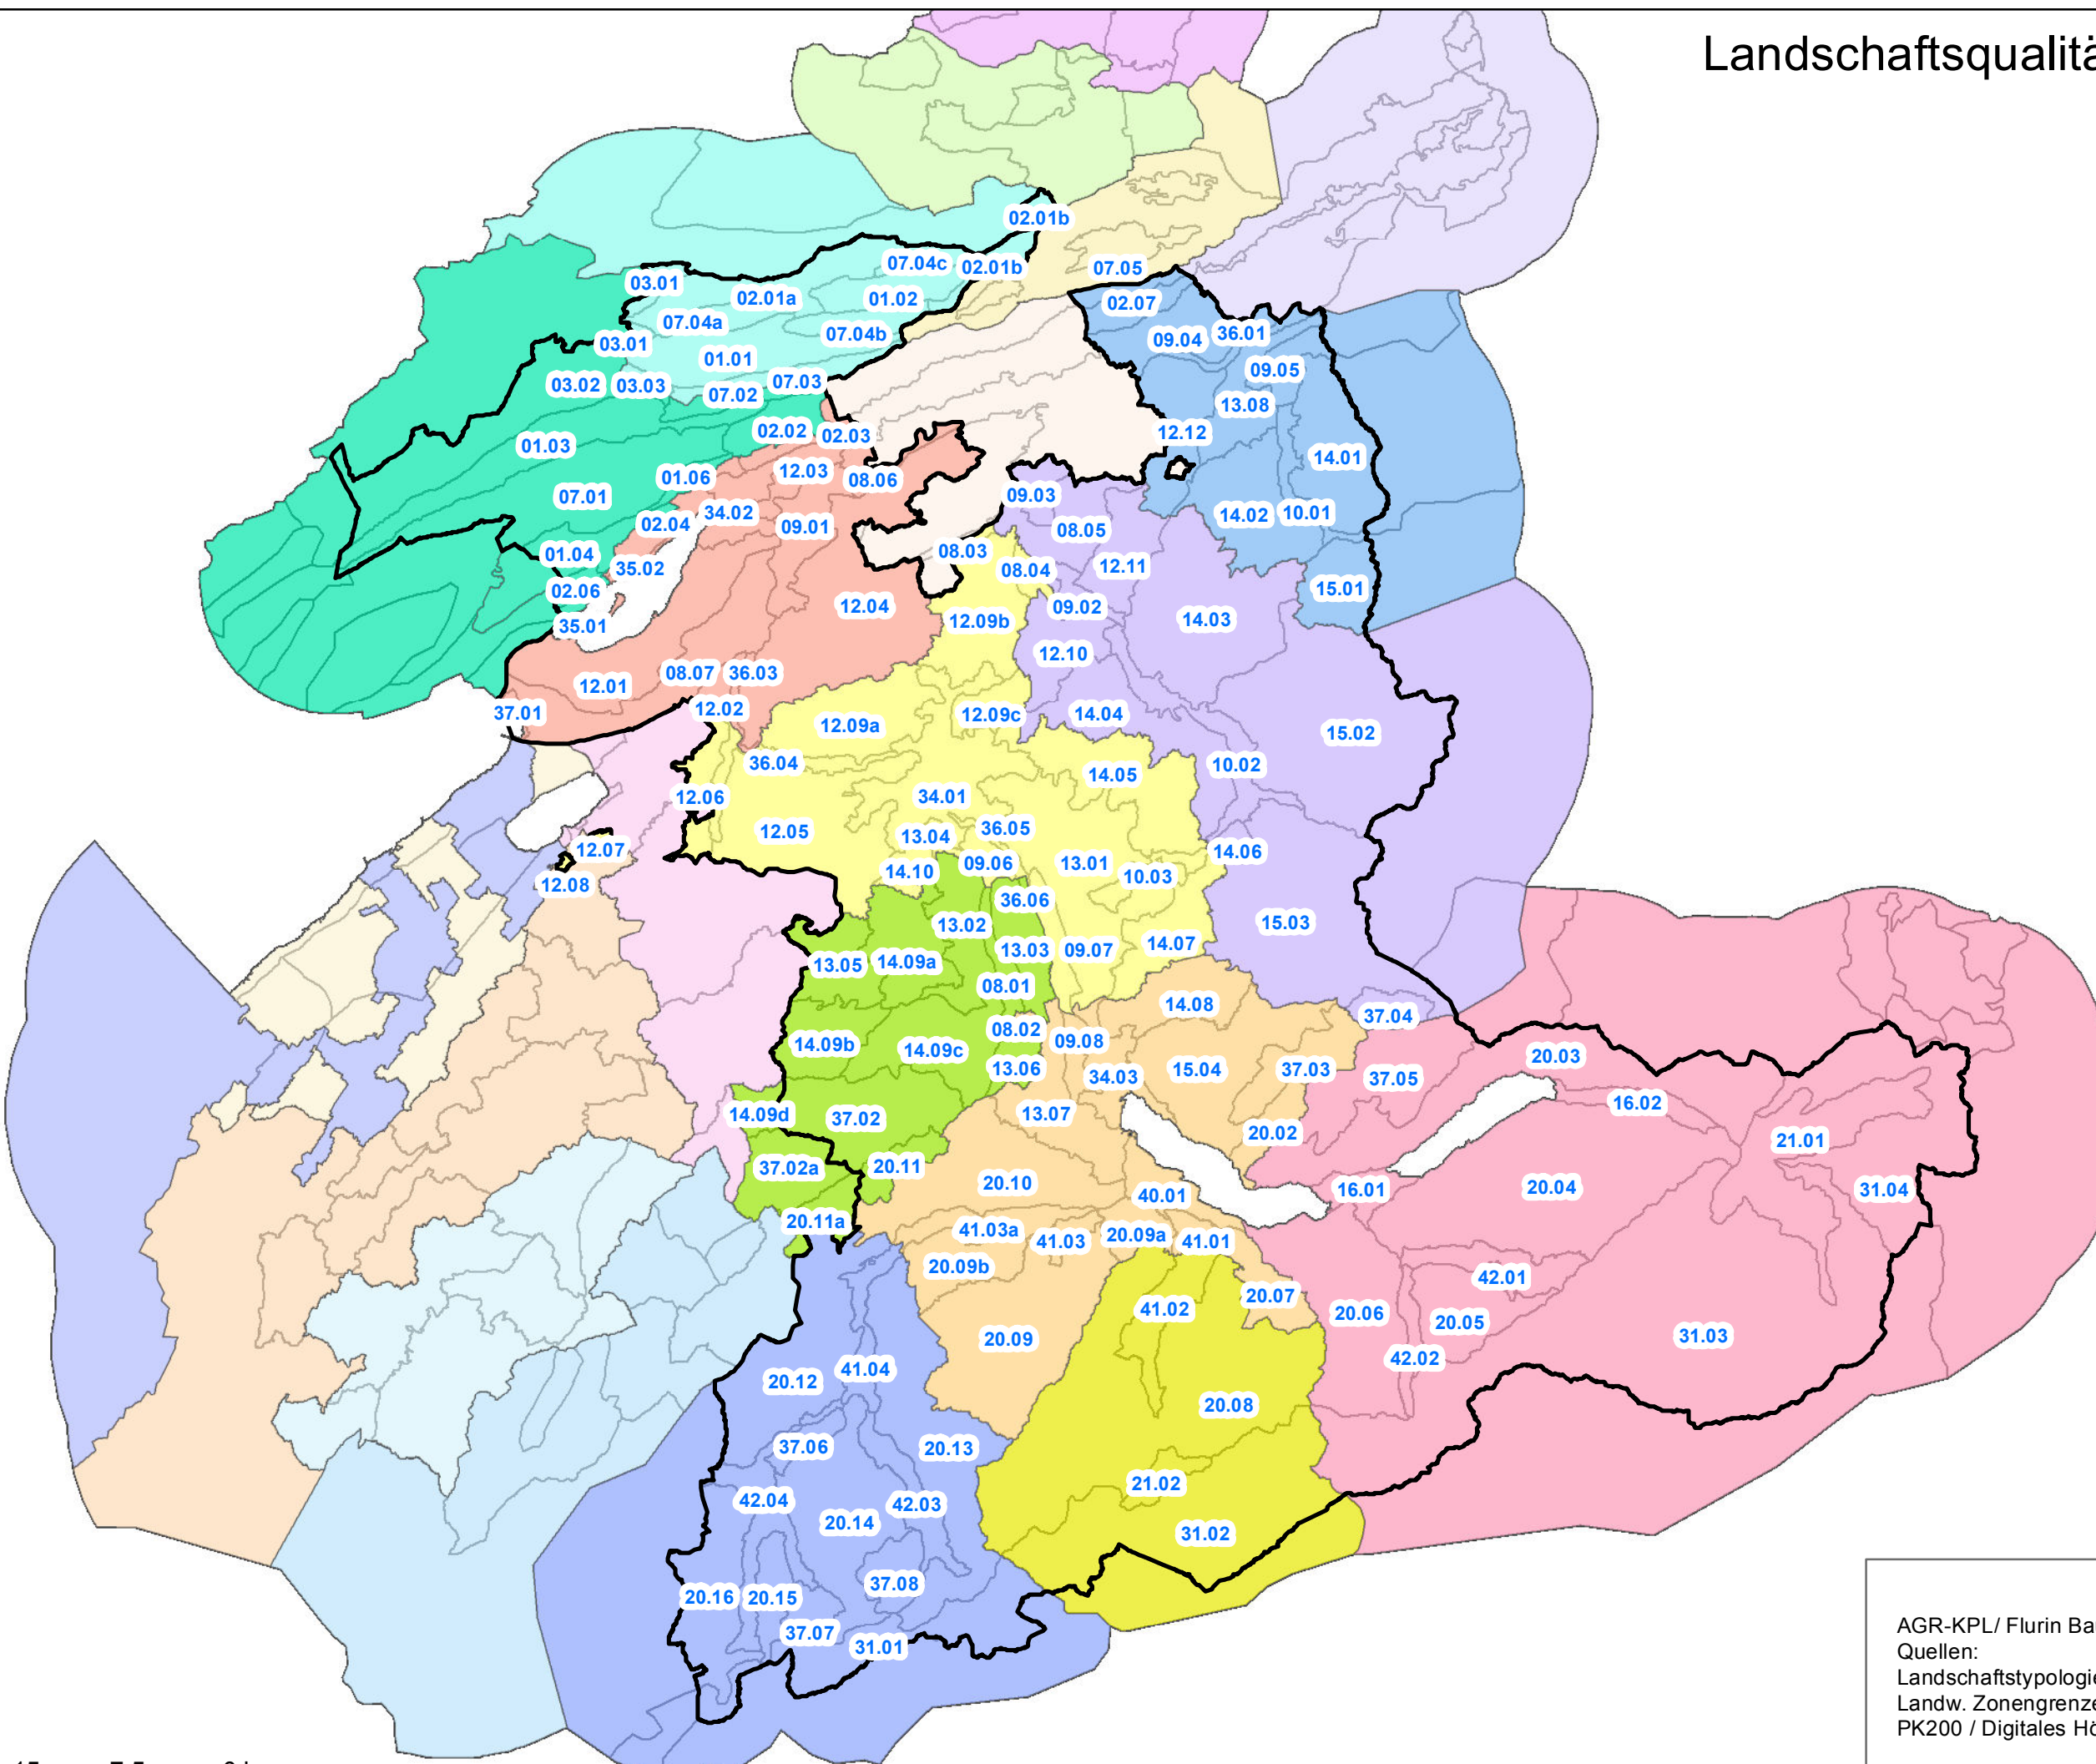 Landschaftsqualitä
02.01b
07.04c 02.01b 07.05
03.01 02.01a 01.02 02.07
07.04a 07.04b 09.04 36.01
03.01 01.01 09.05
03.02 03.03 07.02 07.03 13.08
02.02 02.03 12.12
01.03 12.03 08.06 14.01
01.06 09.03
07.01 34.02 09.01 08.05 14.02 10.01
02.04
01.04 35.02 08.03 08.04 12.11
02.06 12.04 09.02 15.01
35.01 12.09b 14.03
12.10
12.01 08.07 36.03
37.01 12.02 12.09a 12.09c 14.04 15.02
36.04 14.05 10.02
12.06 34.01
12.05 13.04 36.05
12.07 14.10 09.06 13.01 14.06
12.08 10.03
36.06
13.02 15.03
13.05 14.09a 13.03 09.07 14.07
08.01 14.08
37.04
14.09b 14.09c 08.02 09.08
13.06 34.03 15.04 37.03 37.05 20.03
14.09d 37.02 13.07 16.02
20.02 21.01
37.02a 20.11 20.10
40.01 16.01 20.04 31.04
20.11a 41.03a 41.03 20.09a 41.01
20.09b 42.01
41.02 20.07 20.06 20.05
20.09 31.03
20.12 41.04 42.02
20.08
37.06 20.13
42.04 42.03 21.02
20.14 31.02
20.16 20.15 37.08
37.07 31.01
AGR-KPL/ Flurin Ba
Quellen:
Landschaftstypologie
Landw. Zonengrenze
PK200 / Digitales Hö